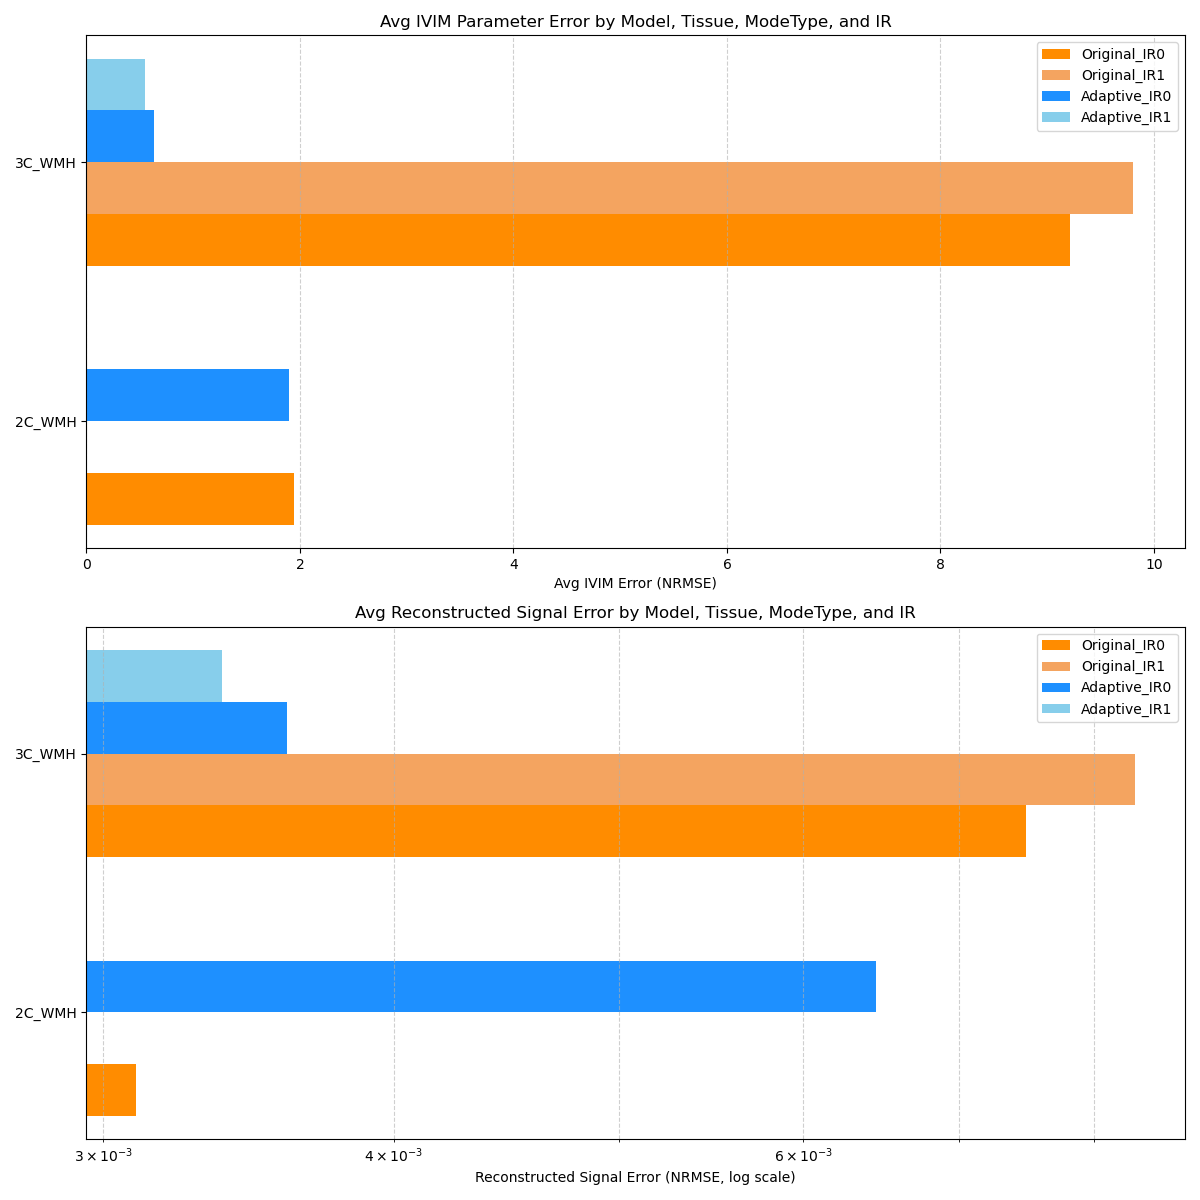 Avg IVIM Parameter Error by Model, Tissue, ModeType, and IR
Original_IR0
Original_IR1
Adaptive_IR0
Adaptive_IR1
3C_WMH
2C_WMH
0 2 4 6 8 10
Avg IVIM Error (NRMSE)
Avg Reconstructed Signal Error by Model, Tissue, ModeType, and IR
Original_IR0
Original_IR1
Adaptive_IR0
Adaptive_IR1
3C_WMH
2C_WMH
3 × 10⁻³ 4 × 10⁻³ 6 × 10⁻³
Reconstructed Signal Error (NRMSE, log scale)